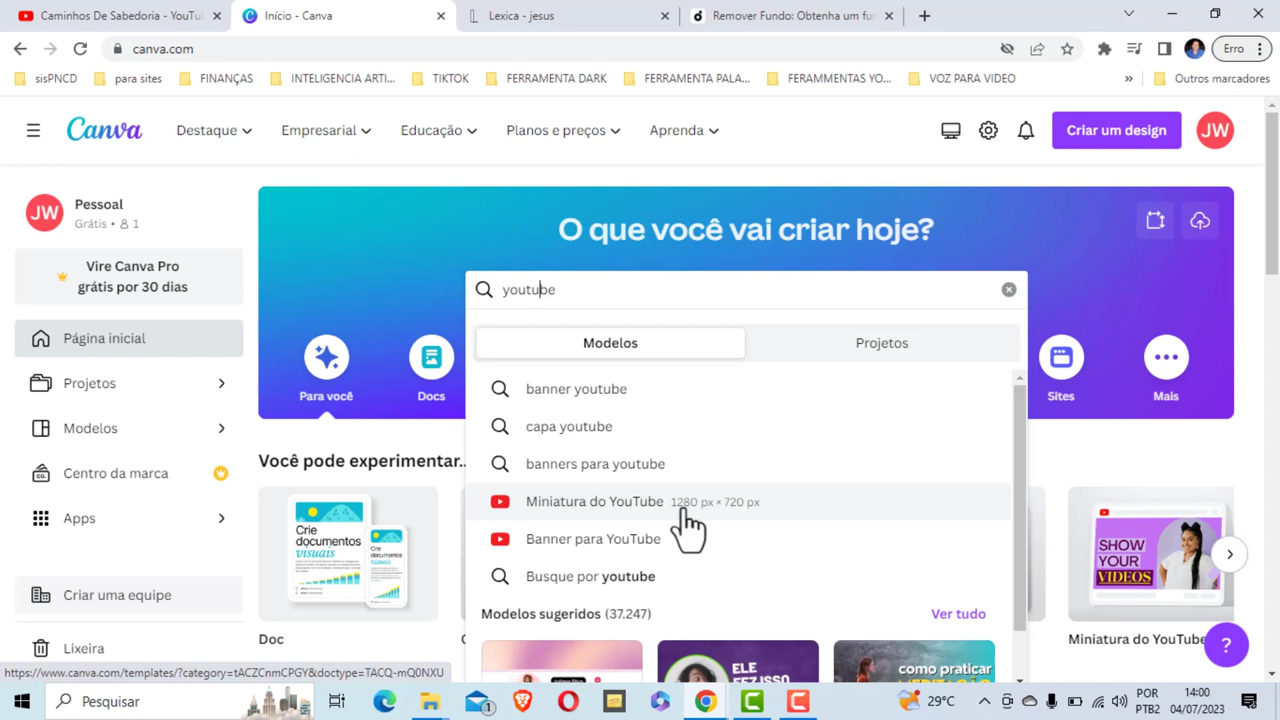 Caminhos De Sabedoria - YouTu
Início - Canva
Lexica - jesus
Remover Fundo: Obtenha um fu
canva.com
Erro
sisPNCD
para sites
FINANÇAS
INTELIGENCIA ARTI...
TIKTOK
FERRAMENTA DARK
FERRAMENTA PALA...
FERAMMENTAS YO...
VOZ PARA VIDEO
Outros marcadores
Canva
Destaque
Empresarial
Educação
Planos e preços
Aprenda
Criar um design
JW
JW
Pessoal
Grátis • 1
Vire Canva Pro
grátis por 30 dias
Página inicial
Projetos
Modelos
Centro da marca
Apps
Criar uma equipe
Lixeira
O que você vai criar hoje?
youtube
Modelos
Projetos
Para você
Docs
Sites
Mais
banner youtube
capa youtube
banners para youtube
Miniatura do YouTube 1280 px × 720 px
Banner para YouTube
Busque por youtube
Modelos sugeridos (37.247)
Ver tudo
Você pode experimentar...
Crie
documentos
visuais
Crie
documentos
visuais
Doc
SHOW
YOUR
VIDEOS
Miniatura do YouTube
ELE
FEZ ISSO
como praticar
MEDITAÇÃO
?
https://www.canva.com/templates/?category=tACZCnmCPGY&doctype=TACQ-mQ0NXU
Pesquisar
1
29°C
POR
PTB2
14:00
04/07/2023